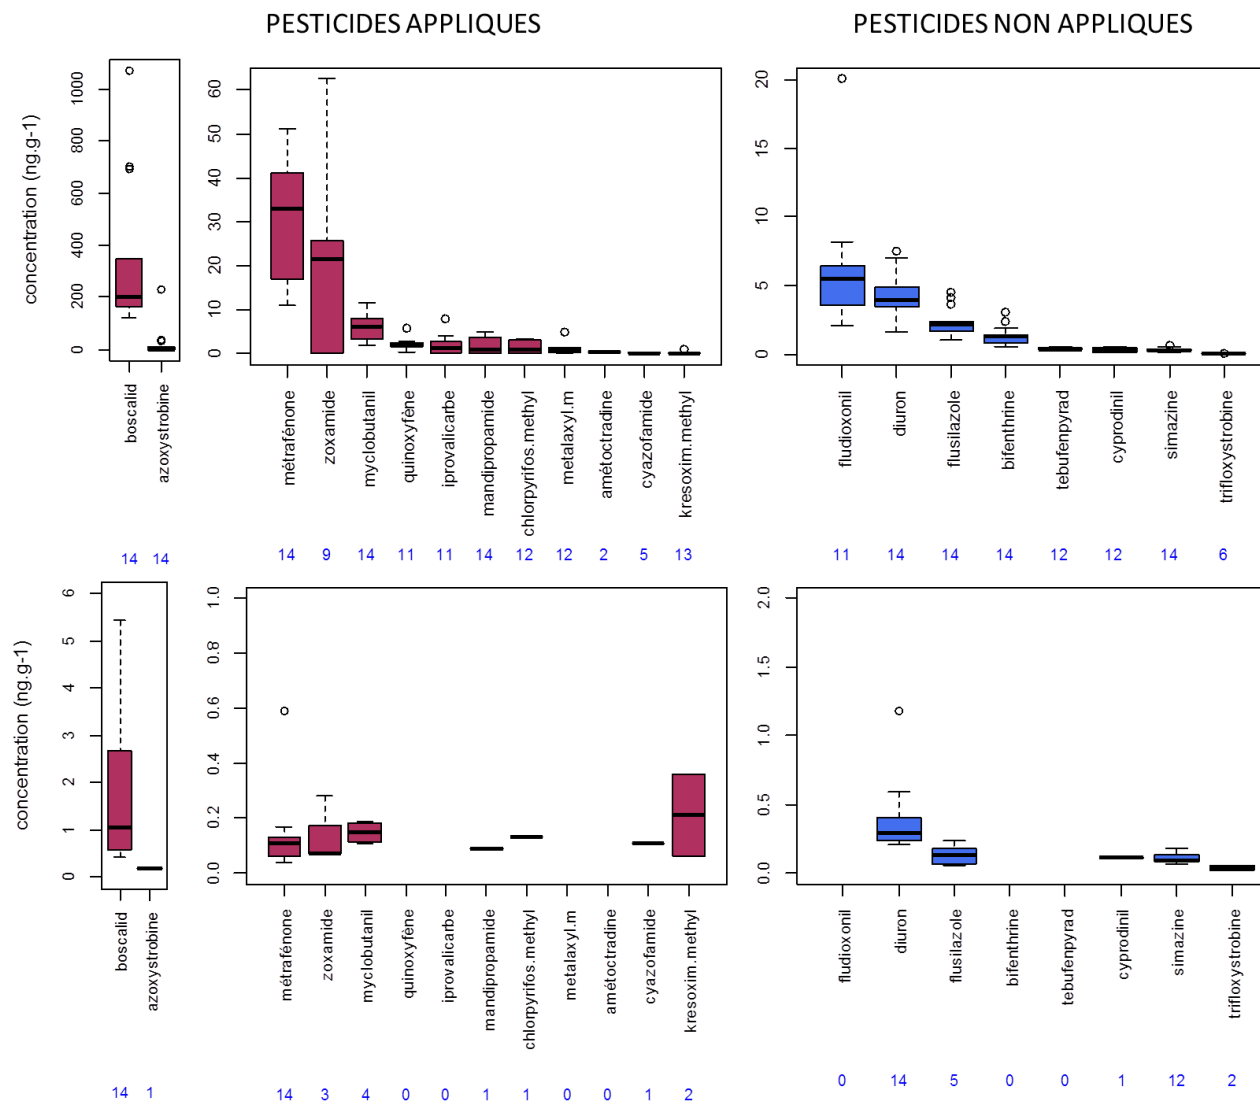 PESTICIDES APPLIQUES
PESTICIDES NON APPLIQUES
concentration (ng.g-1)
0 200 400 600 800 1000
boscalid
azoxystrobine
14 14
0 10 20 30 40 50 60
métrafénone
zoxamide
myclobutanil
quinoxyfène
iprovalicarbe
mandipropamide
chlorpyrifos.methyl
metalaxyl.m
amétoctradine
cyazofamide
kresoxim.methyl
14 9 14 11 11 14 12 12 2 5 13
0 5 10 15 20
fludioxonil
diuron
flusilazole
bifenthrine
tebufenpyrad
cyprodinil
simazine
trifloxystrobine
11 14 14 14 12 12 14 6
concentration (ng.g-1)
0 1 2 3 4 5 6
boscalid
azoxystrobine
14 1
0.0 0.2 0.4 0.6 0.8 1.0
métrafénone
zoxamide
myclobutanil
quinoxyfène
iprovalicarbe
mandipropamide
chlorpyrifos.methyl
metalaxyl.m
amétoctradine
cyazofamide
kresoxim.methyl
14 3 4 0 0 1 1 0 0 1 2
0.0 0.5 1.0 1.5 2.0
fludioxonil
diuron
flusilazole
bifenthrine
tebufenpyrad
cyprodinil
simazine
trifloxystrobine
0 14 5 0 0 1 12 2